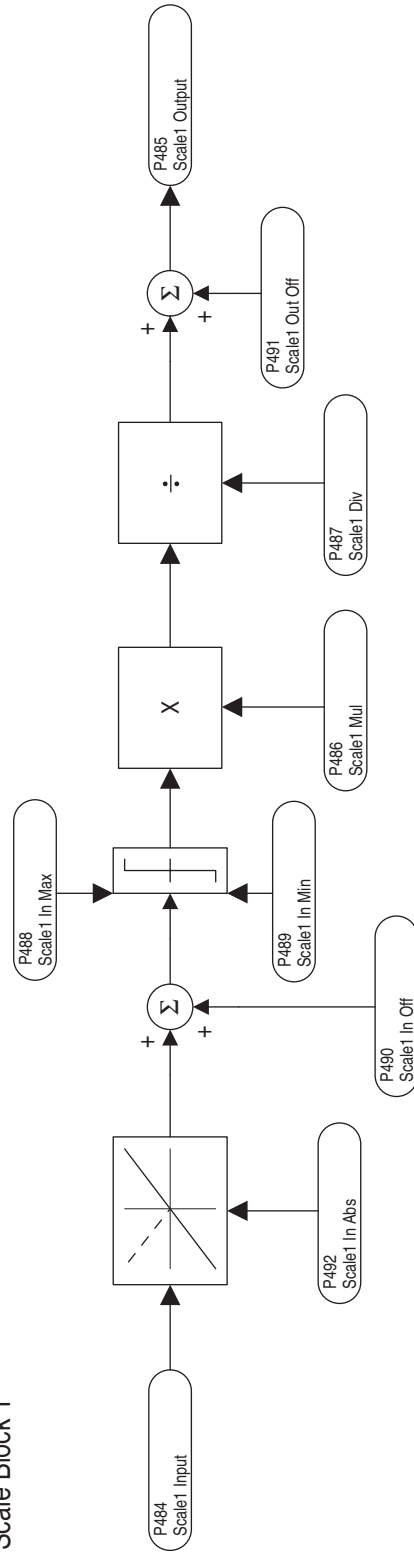 Scale Block 1
P484
Scale1 Input
P492
Scale1 In Abs
+
Σ
+
P490
Scale1 In Off
P488
Scale1 In Max
P489
Scale1 In Min
X
P486
Scale1 Mul
÷
P487
Scale1 Div
+
Σ
+
P491
Scale1 Out Off
P485
Scale1 Output